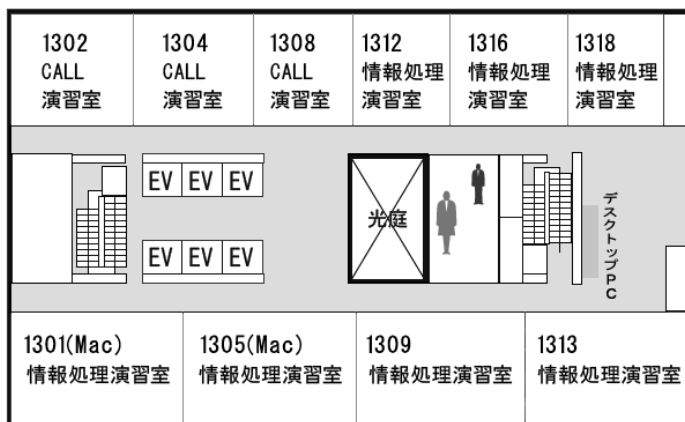 1302
CALL
演習室
1304
CALL
演習室
1308
CALL
演習室
1312
情報処理
演習室
1316
情報処理
演習室
1318
情報処理
演習室
EV EV EV
光庭
デスクトップPC
EV EV EV
1301(Mac)
情報処理演習室
1305(Mac)
情報処理演習室
1309
情報処理演習室
1313
情報処理演習室